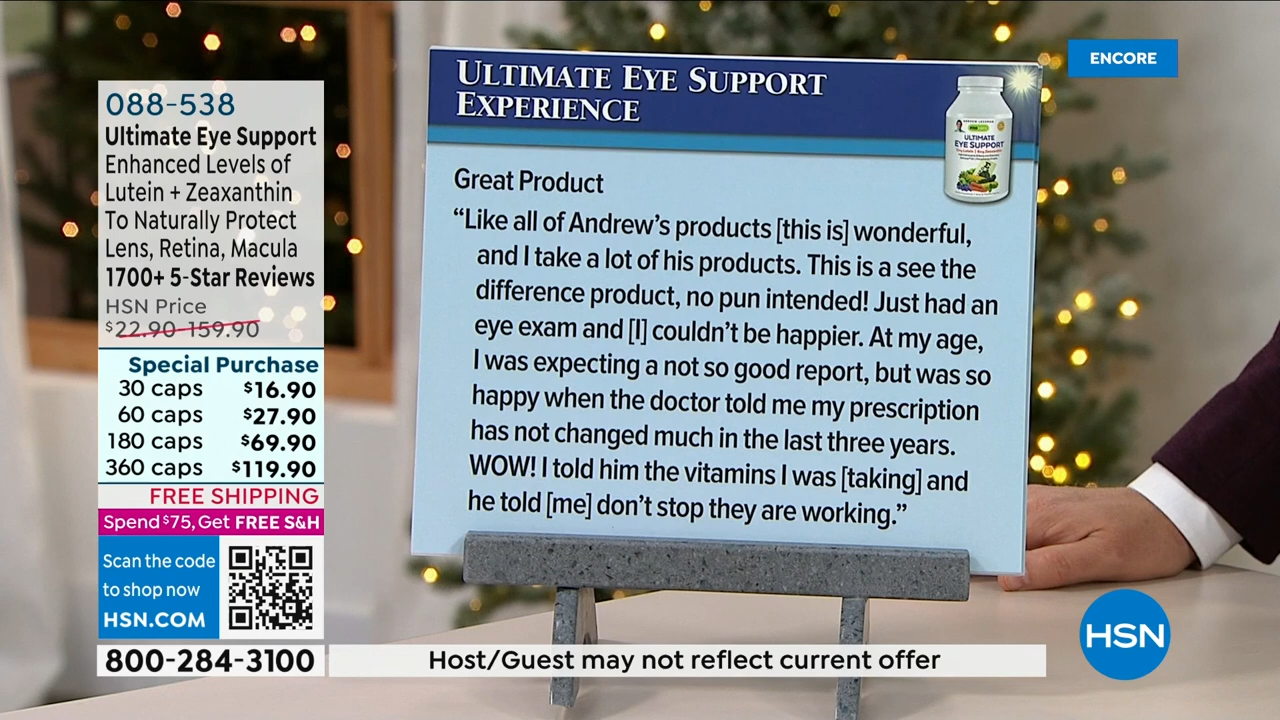 ENCORE
088-538
Ultimate Eye Support
Enhanced Levels of
Lutein + Zeaxanthin
To Naturally Protect
Lens, Retina, Macula
1700+ 5-Star Reviews
HSN Price
$22.90-159.90
Special Purchase
30 caps $16.90
60 caps $27.90
180 caps $69.90
360 caps $119.90
FREE SHIPPING
Spend $75, Get FREE S&H
Scan the code
to shop now
HSN.COM
800-284-3100
ULTIMATE EYE SUPPORT
EXPERIENCE
ULTIMATE
EYE SUPPORT
Great Product
“Like all of Andrew’s products [this is] wonderful,
and I take a lot of his products. This is a see the
difference product, no pun intended! Just had an
eye exam and [I] couldn’t be happier. At my age,
I was expecting a not so good report, but was so
happy when the doctor told me my prescription
has not changed much in the last three years.
WOW! I told him the vitamins I was [taking] and
he told [me] don’t stop they are working.”
Host/Guest may not reflect current offer
HSN